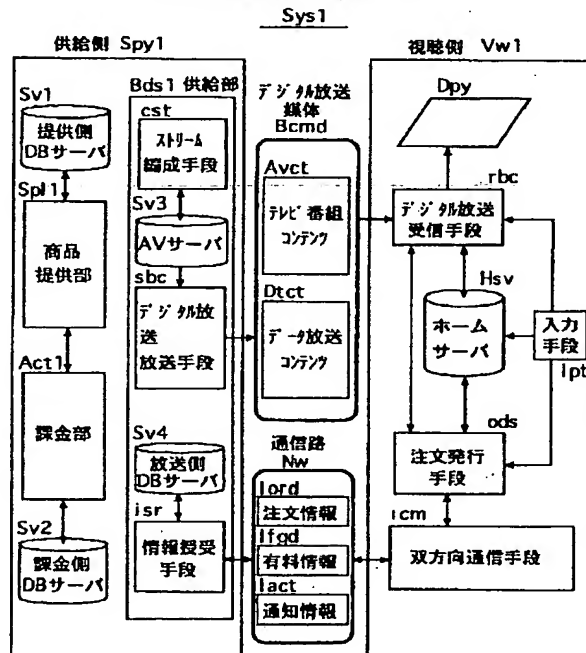 Sys1
供給側 Spy1
視聴側 Vw1
Sv1
提供側
DBサーバ
Spl1
商品
提供部
Act1
課金部
Sv2
課金側
DBサーバ
Bds1 供給部
cst
ストリーム
編成手段
Sv3
AVサーバ
sbc
デジタル放
送
放送手段
Sv4
放送側
DBサーバ
isr
情報授受
手段
デジタル放送
媒体
Bcmd
Avct
テレビ番組
コンテンツ
Dtct
データ放送
コンテンツ
通信路
Nw
Iord
注文情報
Ifgd
有料情報
Iact
通知情報
Dpy
rbc
デジタル放送
受信手段
Hsv
ホーム
サーバ
入力
手段
Ipt
ods
注文発行
手段
icm
双方向通信手段